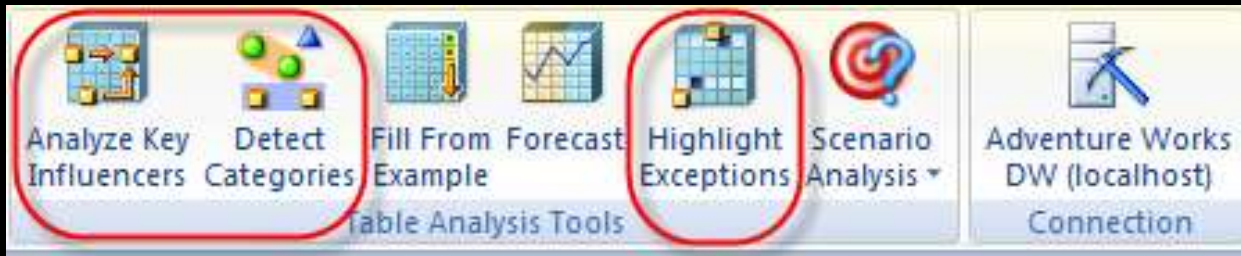 Analyze Key Influencers
Detect Categories
Fill From Example
Forecast
Highlight Exceptions
Scenario Analysis
Adventure Works DW (localhost)
Table Analysis Tools
Connection